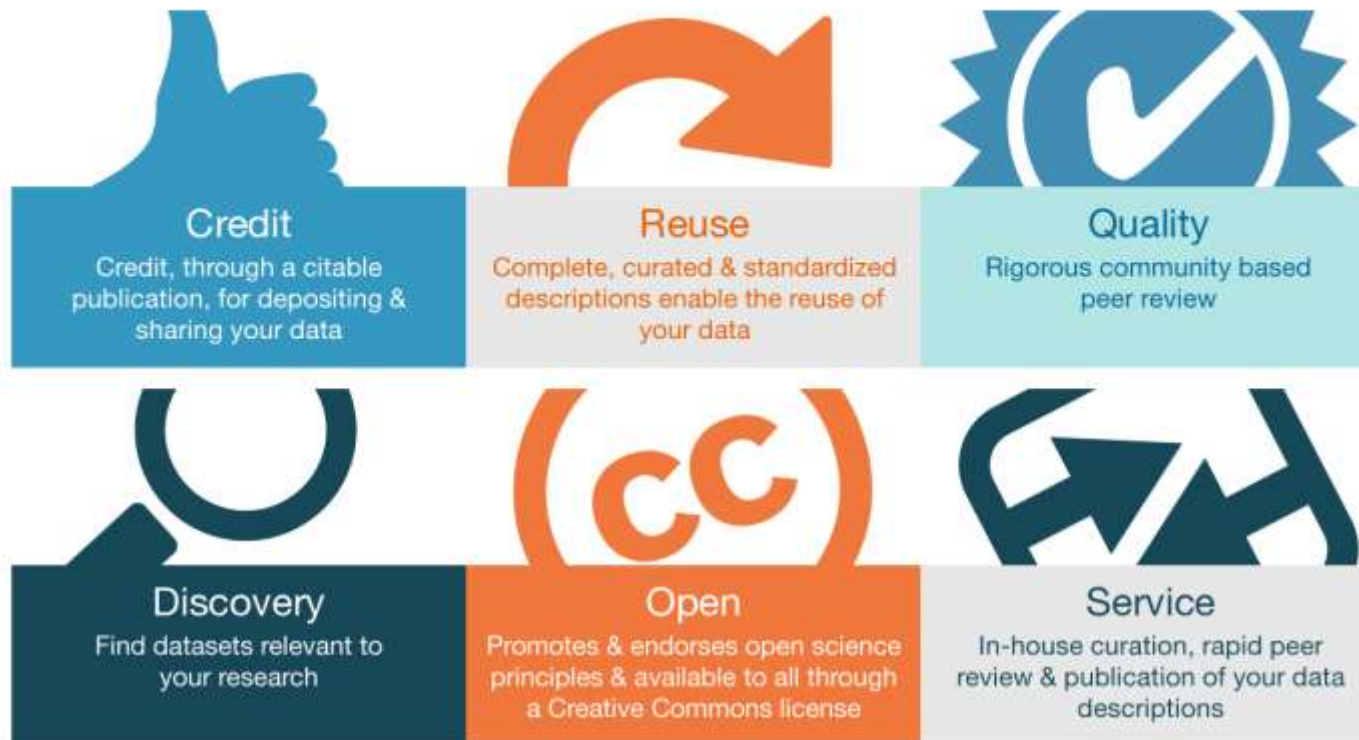 Credit
Credit, through a citable
publication, for depositing &
sharing your data
Reuse
Complete, curated & standardized
descriptions enable the reuse of
your data
Quality
Rigorous community based
peer review
cc
Discovery
Find datasets relevant to
your research
Open
Promotes & endorses open science
principles & available to all through
a Creative Commons license
Service
In-house curation, rapid peer
review & publication of your data
descriptions